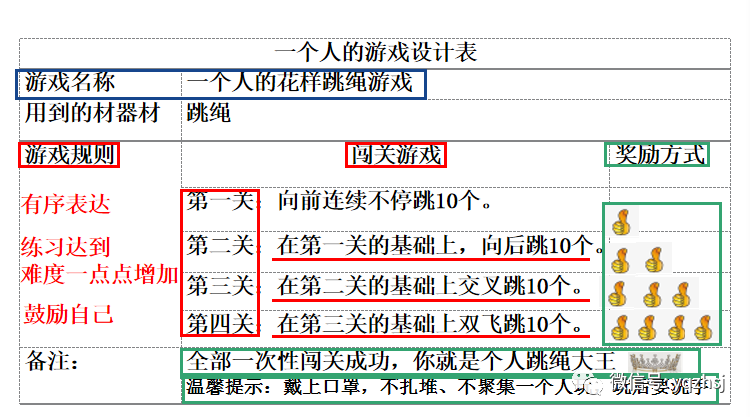 一个人的游戏设计表
游戏名称 一个人的花样跳绳游戏
用到的材器材 跳绳
游戏规则 闯关游戏 奖励方式
有序表达 第一关：向前连续不停跳10个。
练习达到 第二关：在第一关的基础上，向后跳10个。
难度一点点增加 第三关：在第二关的基础上交叉跳10个。
鼓励自己 第四关：在第三关的基础上双飞跳10个。
备注： 全部一次性闯关成功，你就是个人跳绳大王
温馨提示：戴上口罩，不扎堆、不聚集一个人
微信号